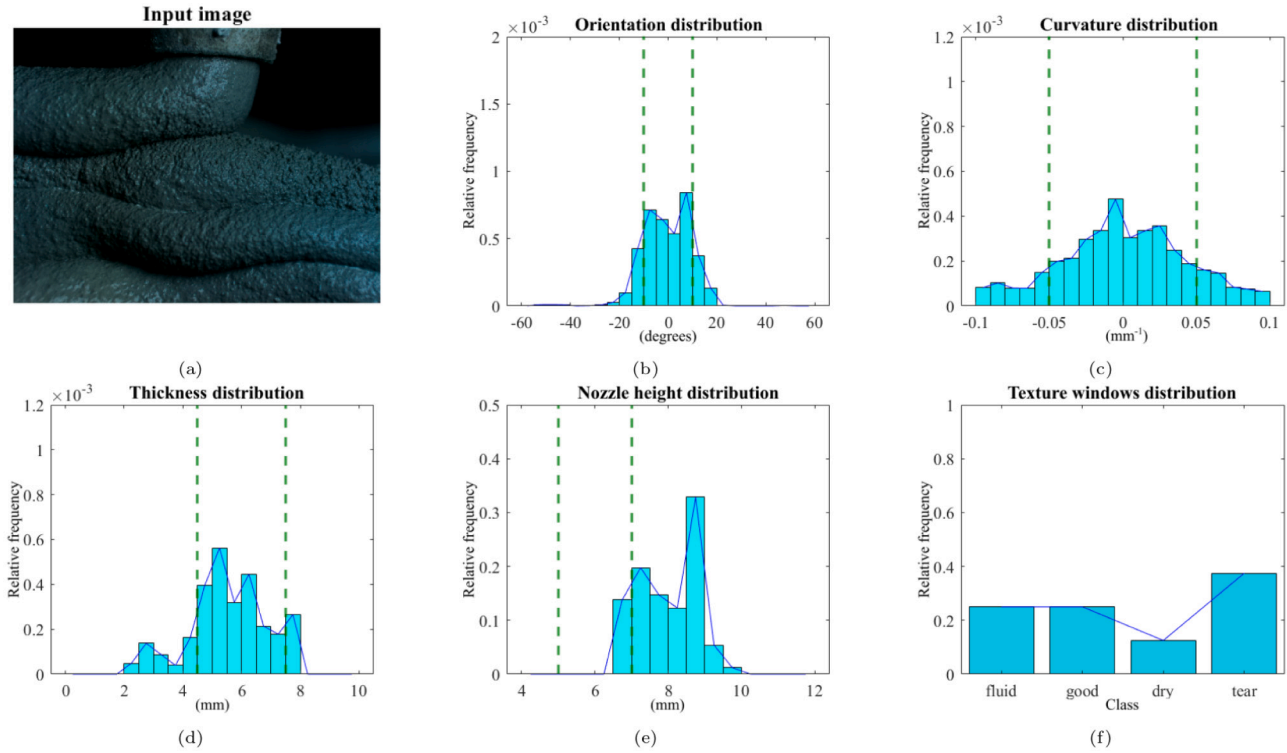 Input image
(a)
Orientation distribution
×10-3
Relative frequency
2
1.5
1
0.5
0
-60 -40 -20 0 20 40 60
(degrees)
(b)
Curvature distribution
×10-3
Relative frequency
1.2
1
0.8
0.6
0.4
0.2
0
-0.1 -0.05 0 0.05 0.1
(mm-1)
(c)
Thickness distribution
×10-3
Relative frequency
1.2
1
0.8
0.6
0.4
0.2
0
0 2 4 6 8 10
(mm)
(d)
Nozzle height distribution
Relative frequency
0.5
0.4
0.3
0.2
0.1
0
4 6 8 10 12
(mm)
(e)
Texture windows distribution
Relative frequency
1
0.8
0.6
0.4
0.2
0
fluid good dry tear
Class
(f)